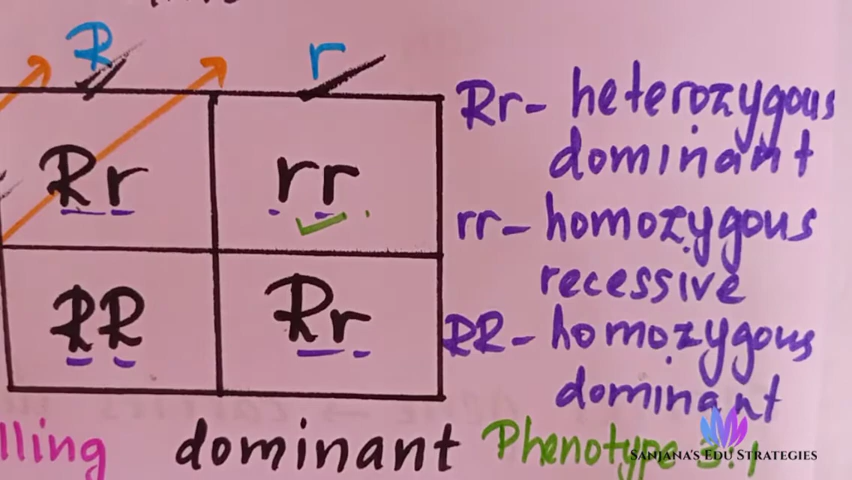 R r
Rr rr
RR Rr
Rr- heterozygous
dominant
rr- homozygous
recessive
RR- homozygous
dominant
lling dominant Phenotype 3:1
SANJANA'S EDU STRATEGIES